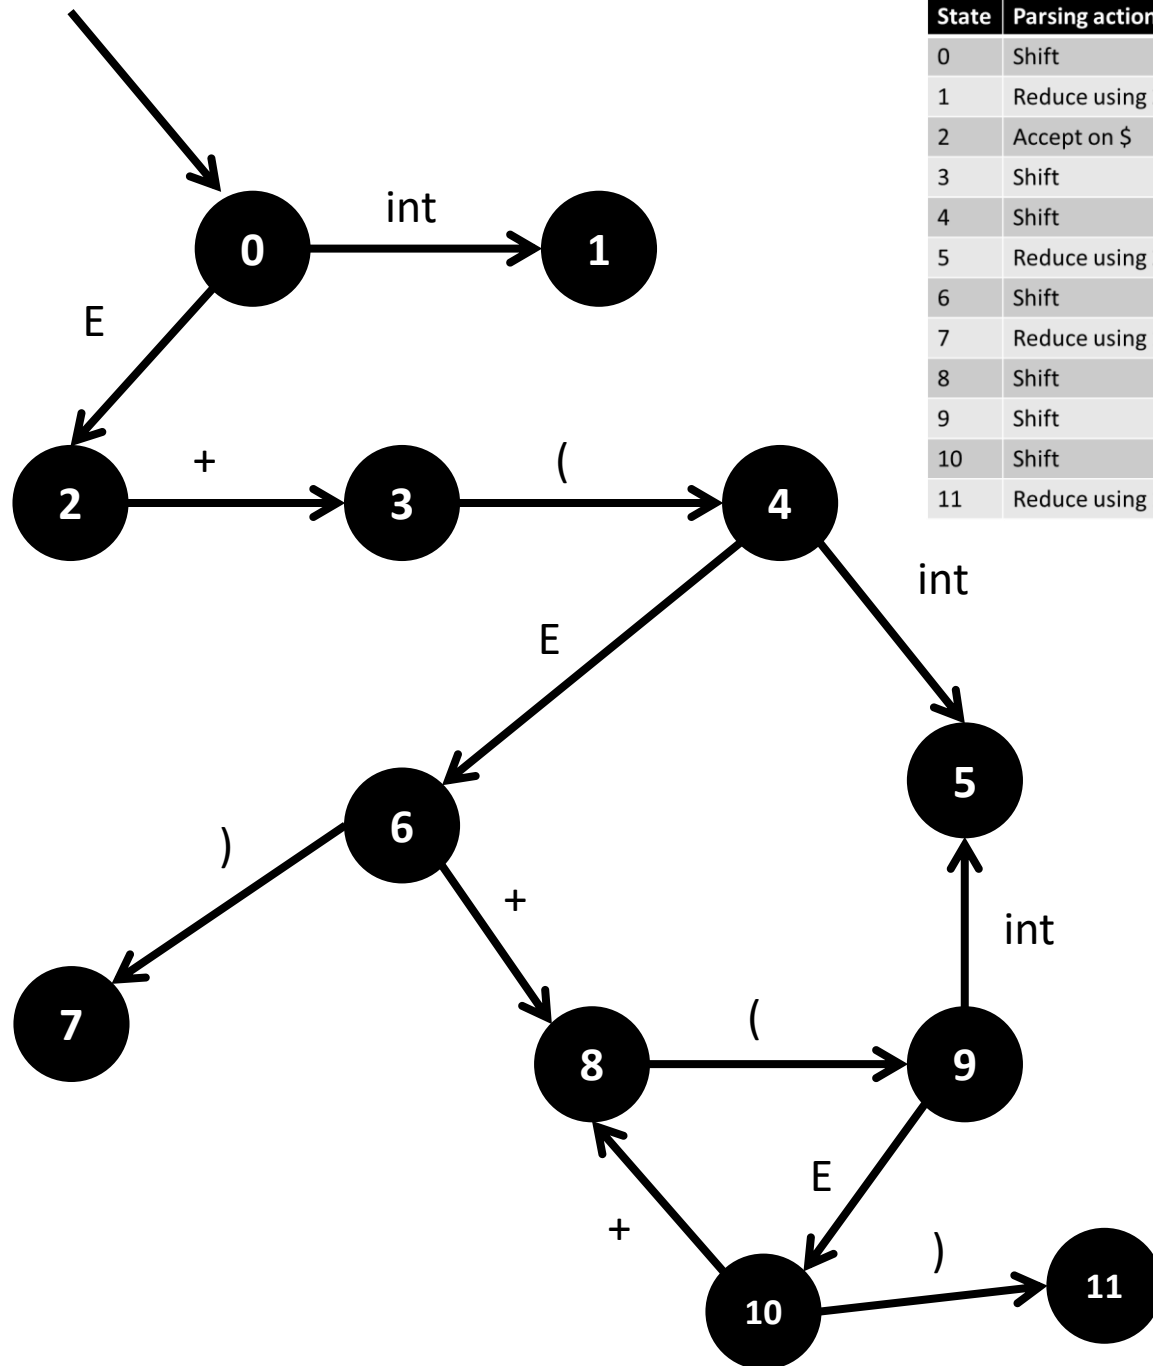 State Parsing action
0 Shift
1 Reduce using
2 Accept on $
3 Shift
4 Shift
5 Reduce using
6 Shift
7 Reduce using
8 Shift
9 Shift
10 Shift
11 Reduce using
int
0
1
E
+
(
2
3
4
int
E
5
6
)
+
int
7
(
8
9
E
+
)
10
11